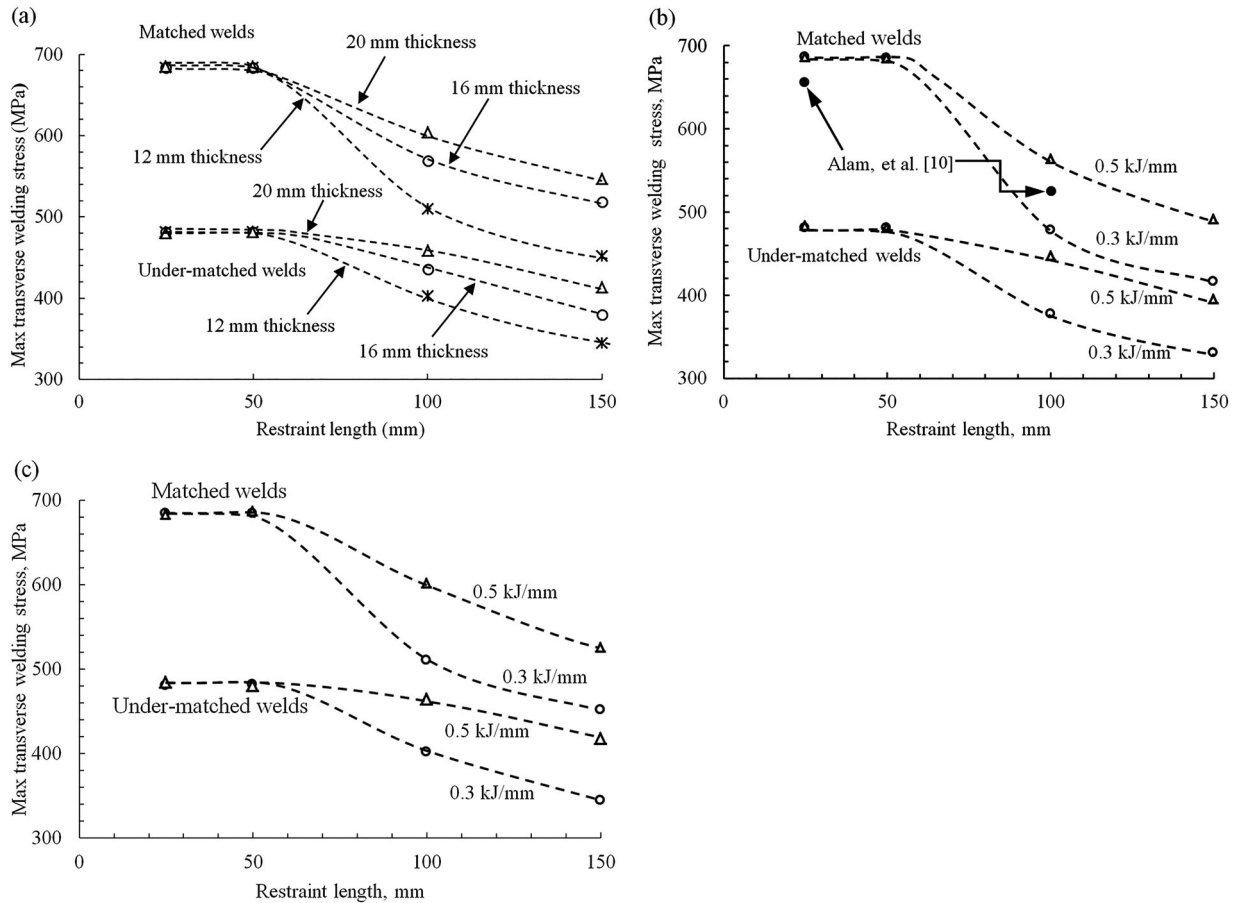 (a)
Max transverse welding stress (MPa)
700
600
500
400
300
0
50
100
150
Restraint length (mm)
Matched welds
20 mm thickness
16 mm thickness
12 mm thickness
20 mm thickness
Under-matched welds
12 mm thickness
16 mm thickness
(b)
Max transverse welding stress, MPa
700
600
500
400
300
0
50
100
150
Restraint length, mm
Matched welds
Alam, et al. [10]
0.5 kJ/mm
0.3 kJ/mm
Under-matched welds
0.5 kJ/mm
0.3 kJ/mm
(c)
Max transverse welding stress, MPa
700
600
500
400
300
0
50
100
150
Restraint length, mm
Matched welds
0.5 kJ/mm
0.3 kJ/mm
Under-matched welds
0.5 kJ/mm
0.3 kJ/mm